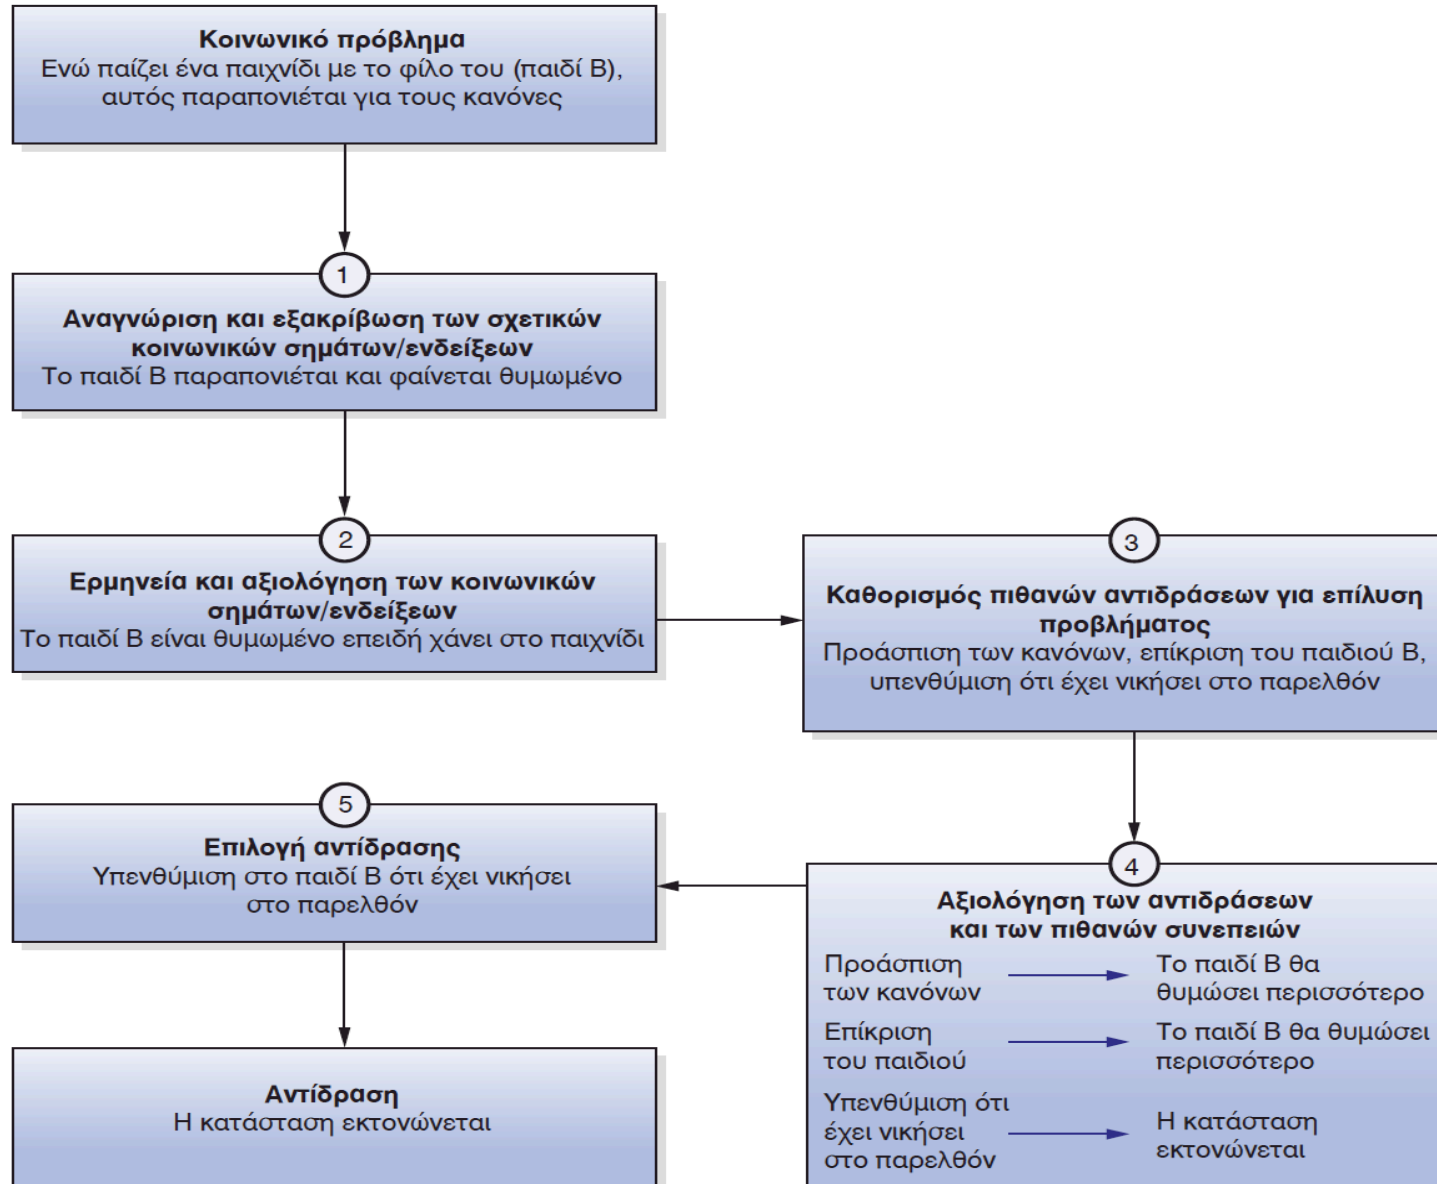 Κοινωνικό πρόβλημα
Ενώ παίζει ένα παιχνίδι με το φίλο του (παιδί Β),
αυτός παραπονιέται για τους κανόνες
1
Αναγνώριση και εξακρίβωση των σχετικών
κοινωνικών σημάτων/ενδείξεων
Το παιδί Β παραπονιέται και φαίνεται θυμωμένο
2
Ερμηνεία και αξιολόγηση των κοινωνικών
σημάτων/ενδείξεων
Το παιδί Β είναι θυμωμένο επειδή χάνει στο παιχνίδι
3
Καθορισμός πιθανών αντιδράσεων για επίλυση
προβλήματος
Προάσπιση των κανόνων, επίκριση του παιδιού Β,
υπενθύμιση ότι έχει νικήσει στο παρελθόν
4
Αξιολόγηση των αντιδράσεων
και των πιθανών συνεπειών
Προάσπιση
των κανόνων
Το παιδί Β θα
θυμώσει περισσότερο
Επίκριση
του παιδιού
Το παιδί Β θα θυμώσει
περισσότερο
Υπενθύμιση ότι
έχει νικήσει
στο παρελθόν
Η κατάσταση
εκτονώνεται
5
Επιλογή αντίδρασης
Υπενθύμιση στο παιδί Β ότι έχει νικήσει
στο παρελθόν
Αντίδραση
Η κατάσταση εκτονώνεται